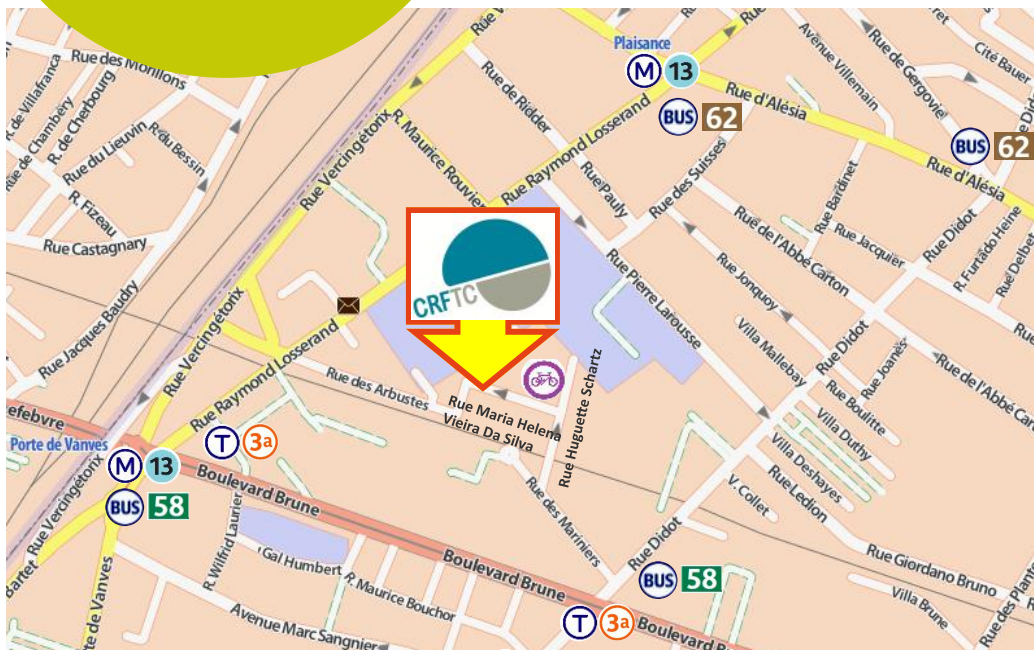 Rue des Morillons
R. de Villafranca
Rue de Chambéry
R. de Cherbourg
Rue du Lieuvin
R. du Bessin
R. Fizeau
Rue Castagnary
Rue Jacques Baudry
Rue Vercingétorix
Rue Vercingétorix
Rue Vercingétorix
R. Maurice Rouvier
Rue de Ridder
Rue Raymond Losserand
Plaisance
M 13
BUS 62
Rue d'Alésia
Avenue Villemain
Rue de Gergovie
Cité Bauer
BUS 62
Rue d'Alésia
Rue Pauly
Rue des Suisses
Rue Bardinet
Rue de l'Abbé Carton
Rue Jacquier
Rue Didot
R. Furtado Heine
Rue Jonquoy
Rue Pierre Larousse
Villa Mallebay
Rue Didot
Rue Joanès
Rue Boulitte
Villa Duthy
Villa Deshayes
Rue Ledion
V. Collet
CRFTC
Rue Raymond Losserand
Rue des Arbustes
Rue Maria Helena
Vieira Da Silva
Rue Huguette Schartz
Rue des Mariniers
Rue Didot
efebvre
Porte de Vanves
M 13
BUS 58
T 3a
Boulevard Brune
Boulevard Brune
R. Wilfrid Laurier
Gal Humbert
R. Maurice Bouchor
Avenue Marc Sangnier
Bartet
te de Vanves
BUS 58
T 3a
Boulevard
Rue Giordano Bruno
Villa Brune
Rue des Plan